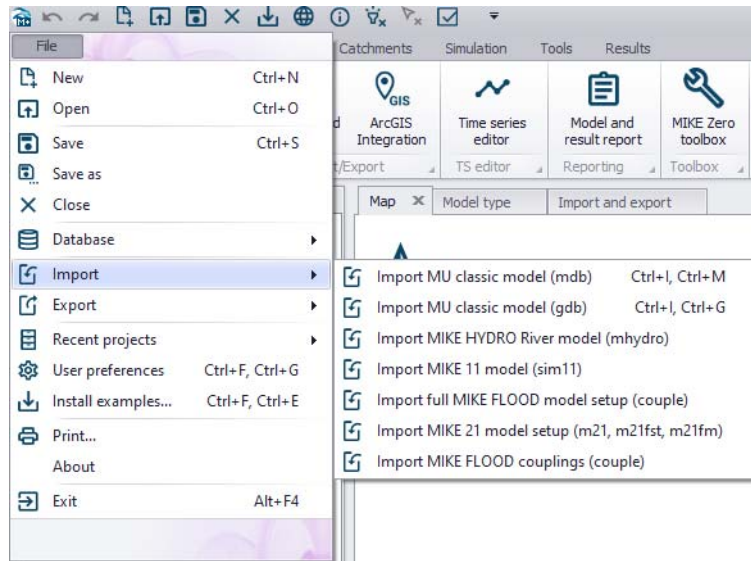 M+
File
Catchments Simulation Tools Results
New Ctrl+N
Open Ctrl+O
Save Ctrl+S
Save as
Close
Database
Import
Export
Recent projects
User preferences Ctrl+F, Ctrl+G
Install examples... Ctrl+F, Ctrl+E
Print...
About
Exit Alt+F4
d
GIS
ArcGIS
Integration
Time series
editor
Model and
result report
MIKE Zero
toolbox
t/Export TS editor Reporting Toolbox
Map Model type Import and export
Import MU classic model (mdb) Ctrl+I, Ctrl+M
Import MU classic model (gdb) Ctrl+I, Ctrl+G
Import MIKE HYDRO River model (mhydro)
Import MIKE 11 model (sim11)
Import full MIKE FLOOD model setup (couple)
Import MIKE 21 model setup (m21, m21fst, m21fm)
Import MIKE FLOOD couplings (couple)